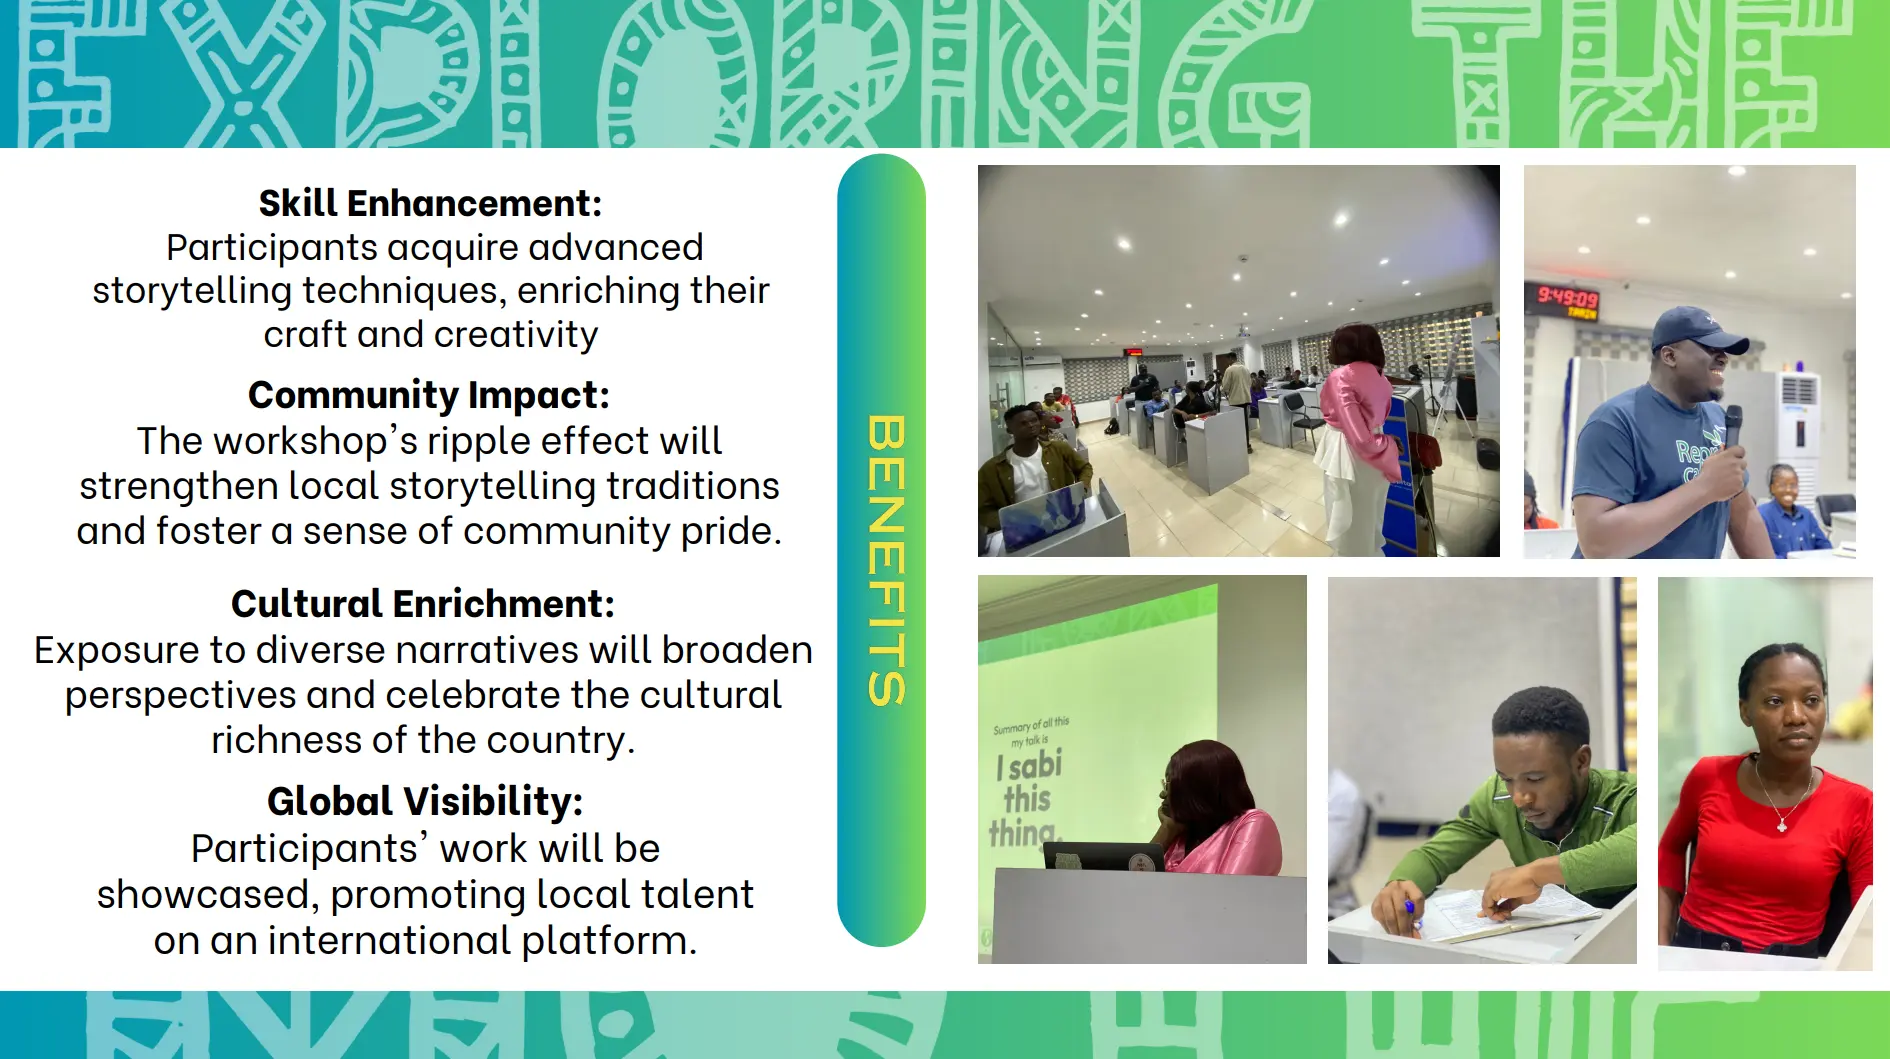 EXPLORING THE
Skill Enhancement:
Participants acquire advanced
storytelling techniques, enriching their
craft and creativity
Community Impact:
The workshop’s ripple effect will
strengthen local storytelling traditions
and foster a sense of community pride.
Cultural Enrichment:
Exposure to diverse narratives will broaden
perspectives and celebrate the cultural
richness of the country.
Global Visibility:
Participants’ work will be
showcased, promoting local talent
on an international platform.
BENEFITS
9:49:09
Summary of all this
my talk is
I sabi
this
thing.